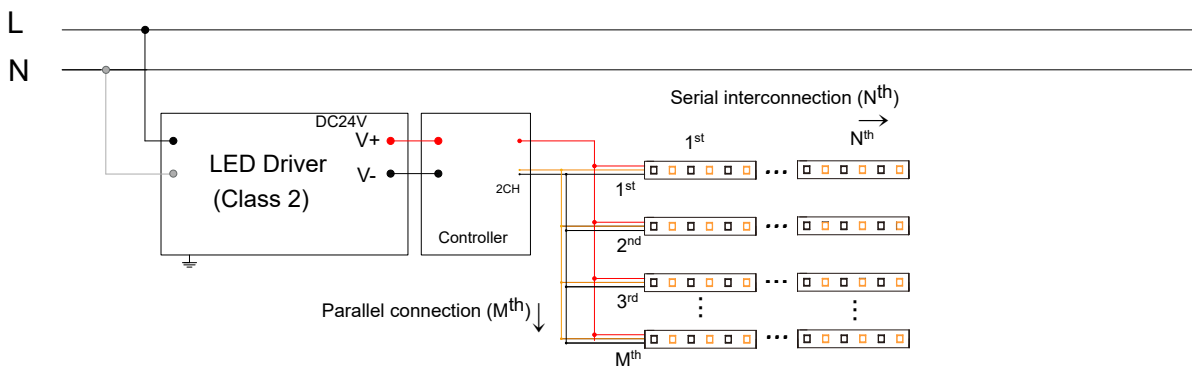 L
N
Serial interconnection (Nth)
Nth
1st
DC24V
V+
LED Driver
(Class 2)
V-
2CH
1st
Controller
2nd
3rd
Parallel connection (Mth)
Mth